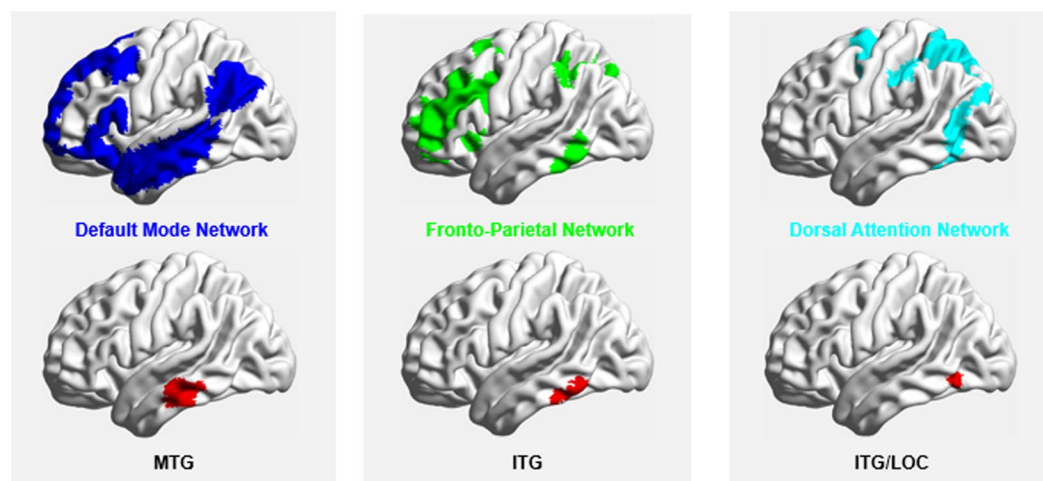 Default Mode Network
Fronto-Parietal Network
Dorsal Attention Network
MTG
ITG
ITG/LOC